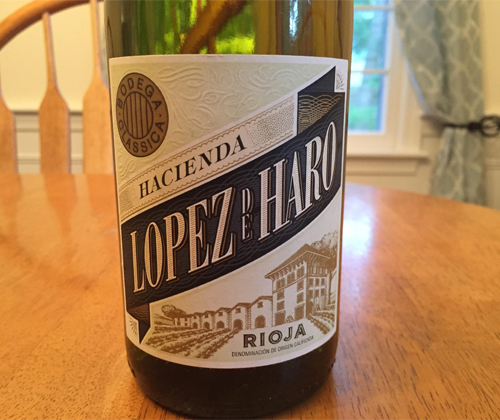 BODEGA
CLASSICA
HACIENDA
LOPEZ DE HARO
RIOJA
DENOMINACIÓN DE ORIGEN CALIFICADA